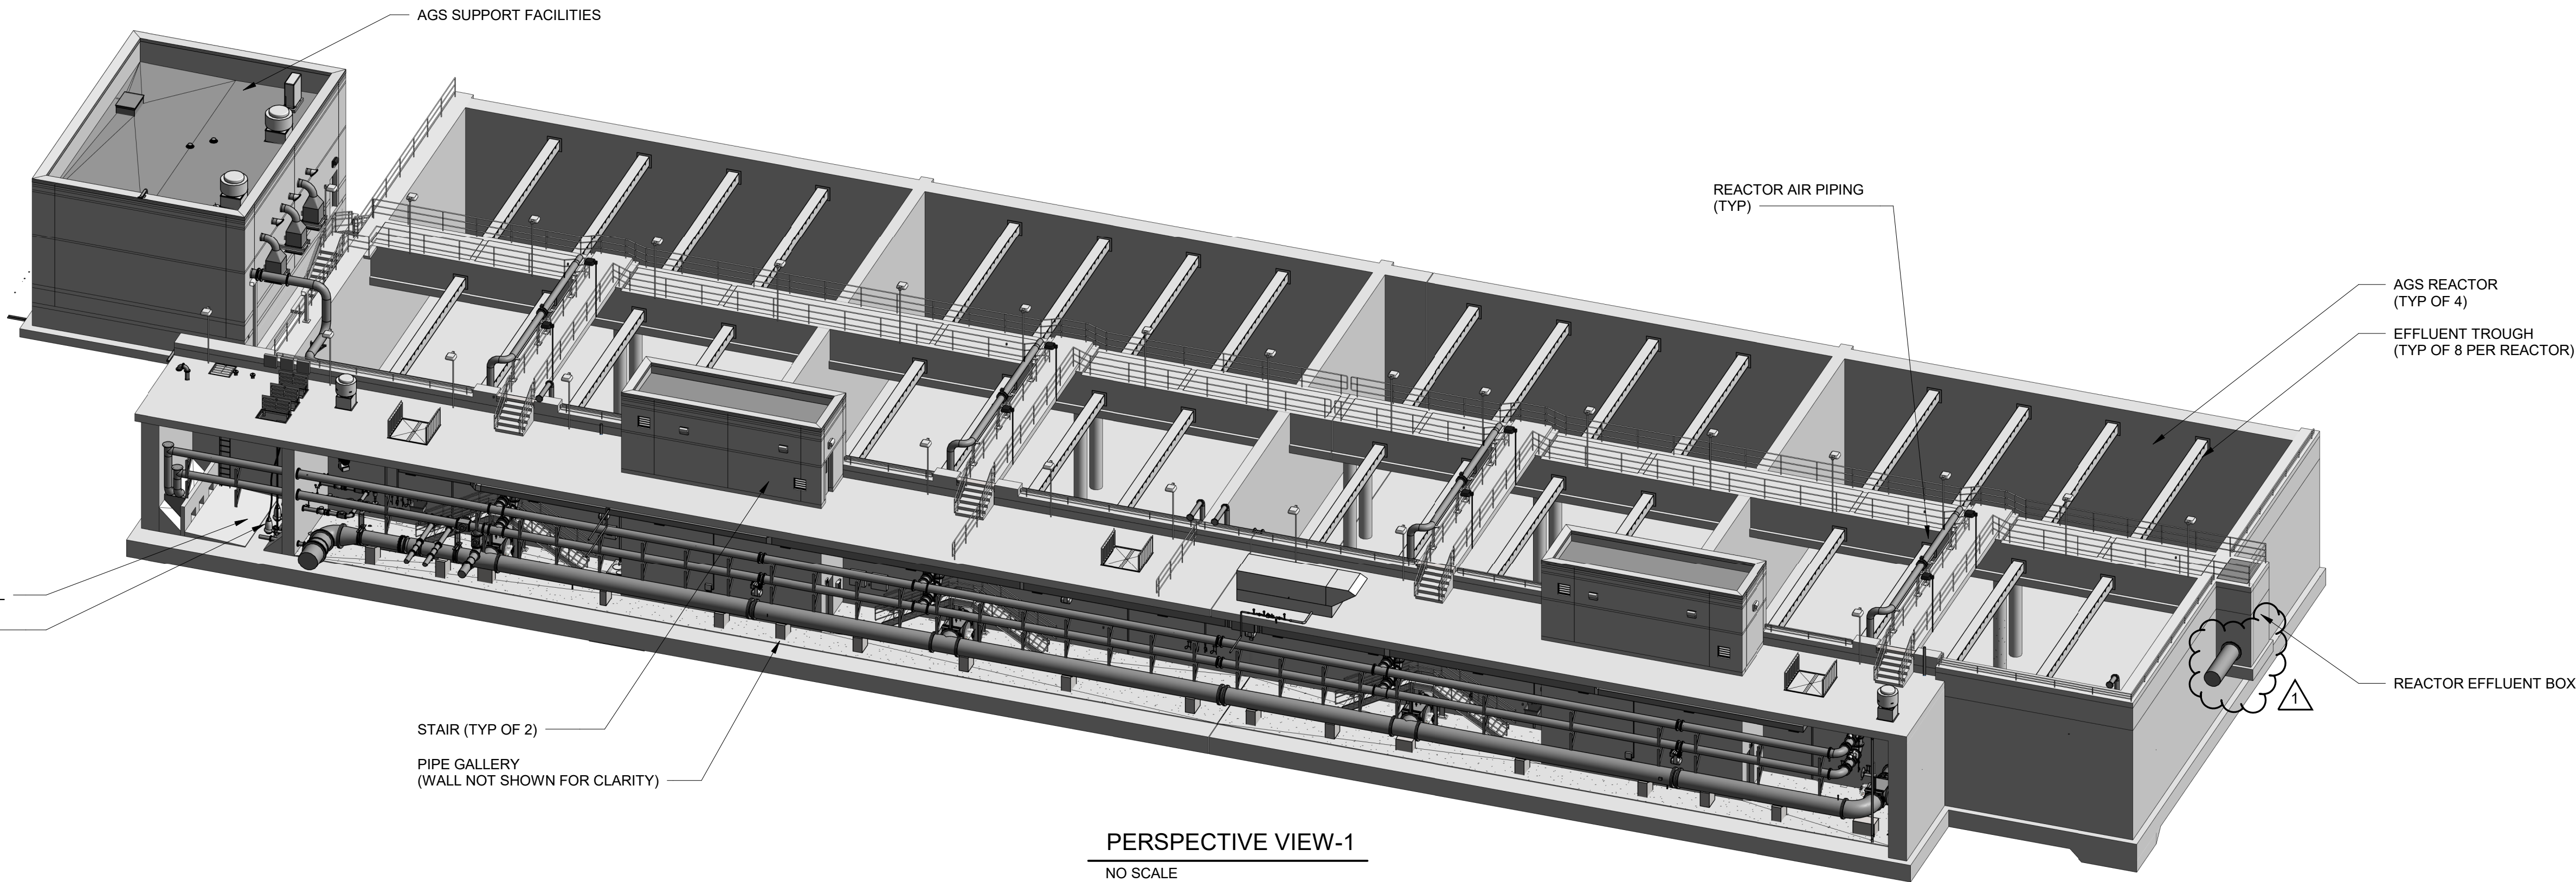 AGS SUPPORT FACILITIES
REACTOR AIR PIPING
(TYP)
AGS REACTOR
(TYP OF 4)
EFFLUENT TROUGH
(TYP OF 8 PER REACTOR)
REACTOR EFFLUENT BOX
1
STAIR (TYP OF 2)
PIPE GALLERY
(WALL NOT SHOWN FOR CLARITY)
PERSPECTIVE VIEW-1
NO SCALE